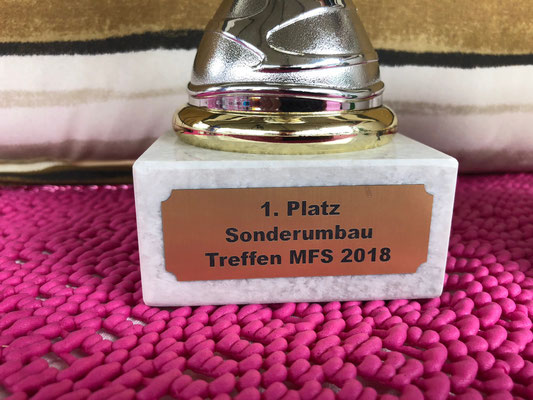 1. Platz
Sonderumbau
Treffen MFS 2018